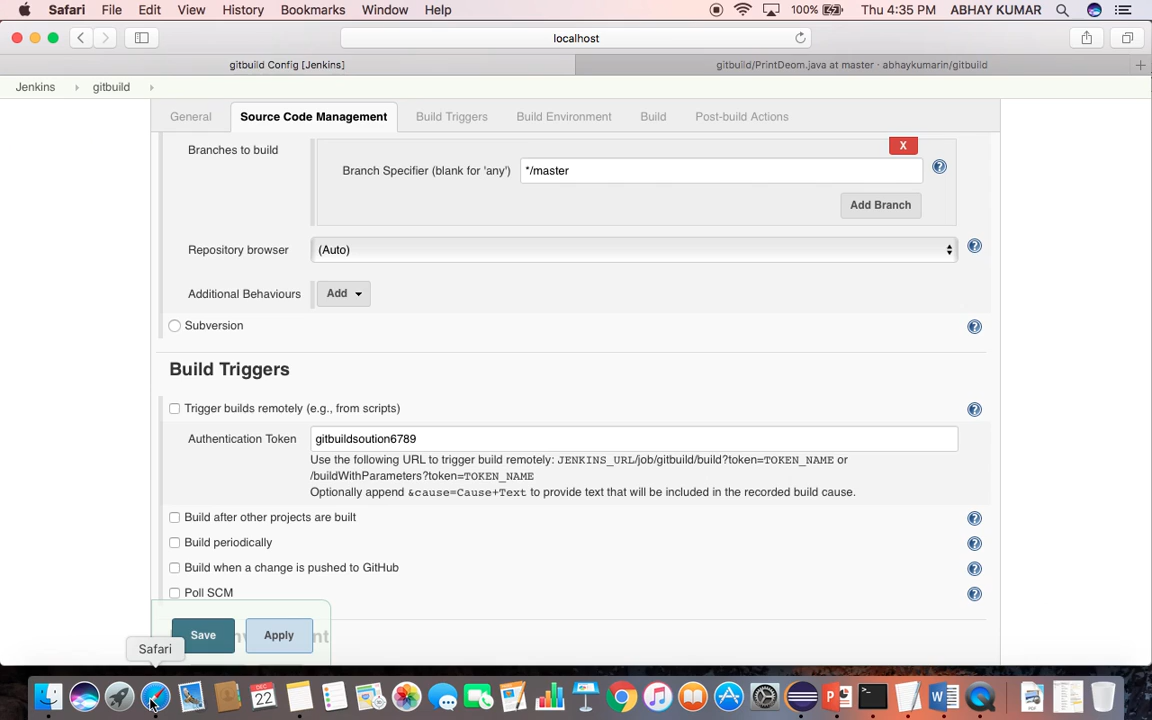 Safari File Edit View History Bookmarks Window Help 100% Thu 4:35 PM ABHAY KUMAR
localhost
gitbuild Config [Jenkins] gitbuild/PrintDeom.java at master · abhaykumarin/gitbuild
Jenkins gitbuild
General Source Code Management Build Triggers Build Environment Build Post-build Actions
Branches to build
X
Branch Specifier (blank for 'any') */master
Add Branch
Repository browser (Auto)
Additional Behaviours Add
Subversion
Build Triggers
Trigger builds remotely (e.g., from scripts)
Authentication Token gitbuildsoution6789
Use the following URL to trigger build remotely: JENKINS_URL/job/gitbuild/build?token=TOKEN_NAME or
/buildWithParameters?token=TOKEN_NAME
Optionally append &cause=Cause+Text to provide text that will be included in the recorded build cause.
Build after other projects are built
Build periodically
Build when a change is pushed to GitHub
Poll SCM
Save Apply
Safari
DEC
22